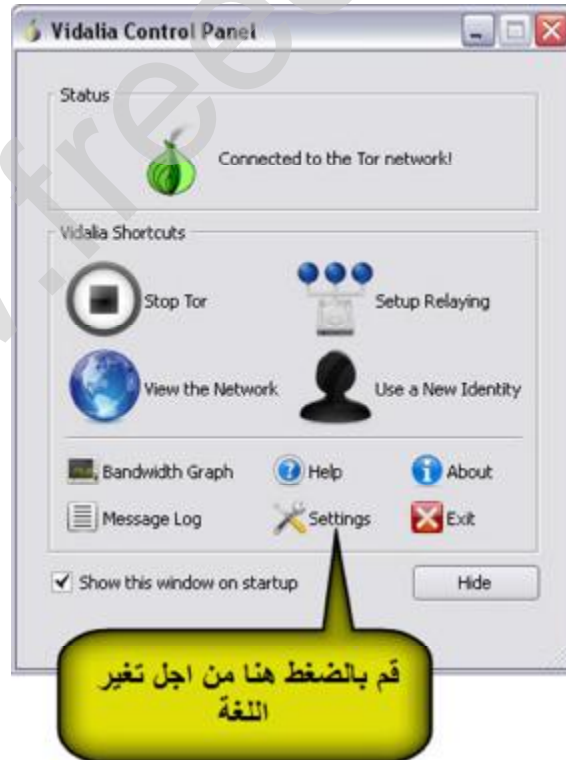 Vidalia Control Panel
Status
Connected to the Tor network!
Vidalia Shortcuts
Stop Tor
Setup Relaying
View the Network
Use a New Identity
Bandwidth Graph
Help
About
Message Log
Settings
Exit
Show this window on startup
Hide
قم بالضغط هنا من اجل تغير
اللغة